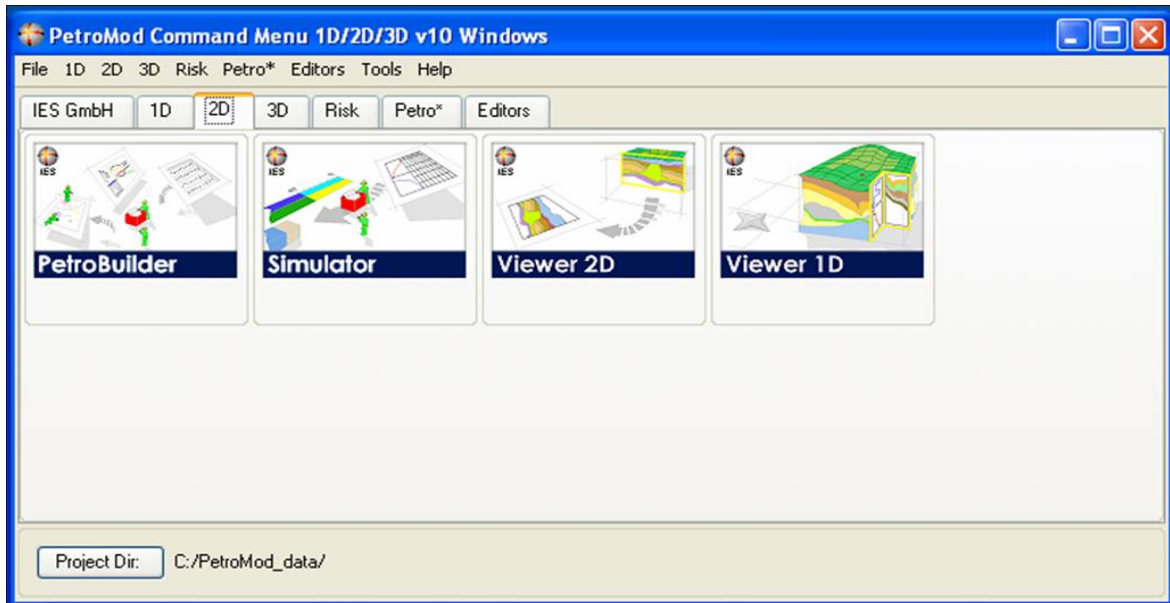 PetroMod Command Menu 1D/2D/3D v10 Windows
File 1D 2D 3D Risk Petro* Editors Tools Help
IES GmbH 1D 2D 3D Risk Petro* Editors
IES IES IES IES
PetroBuilder Simulator Viewer 2D Viewer 1D
Project Dir: C:/PetroMod_data/